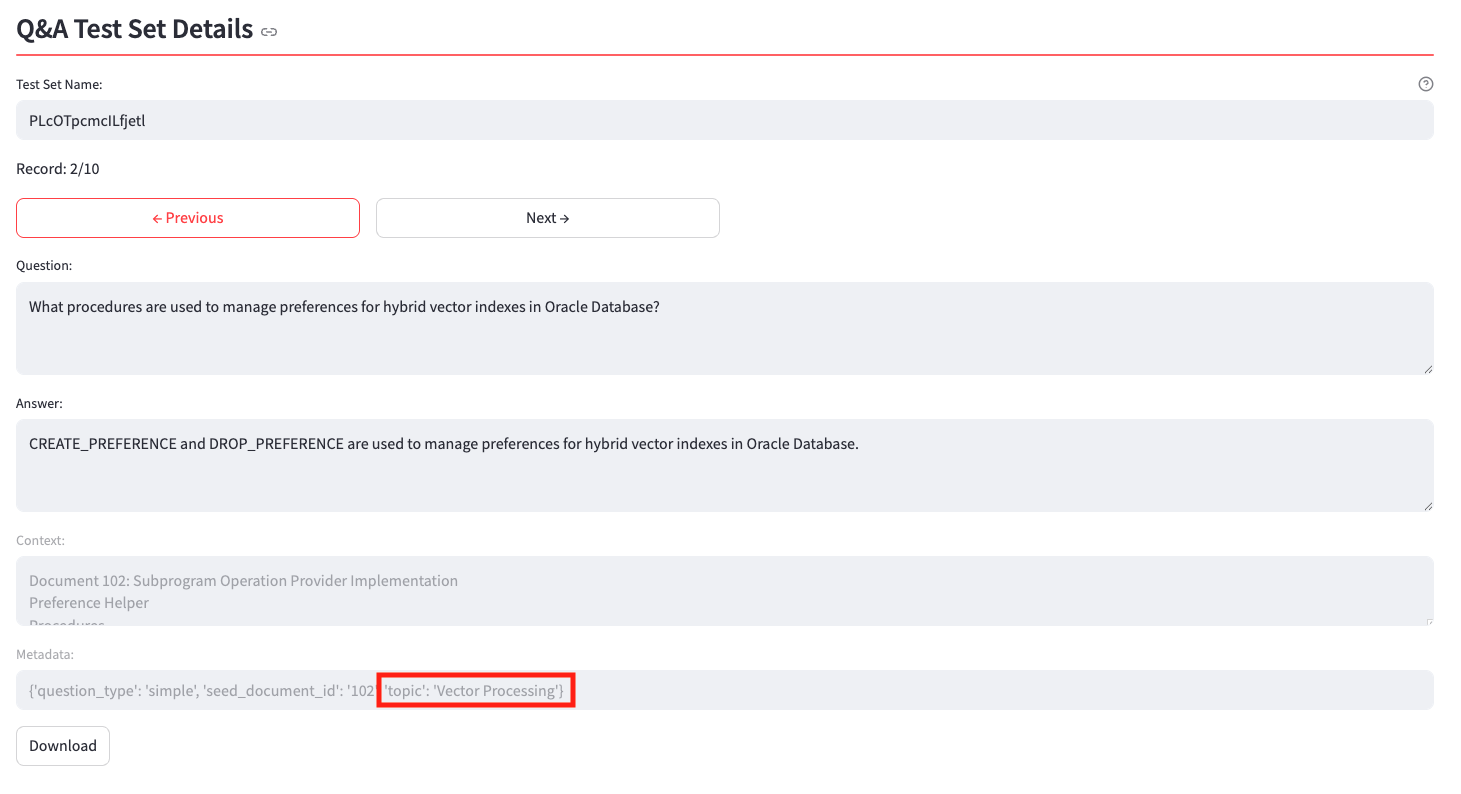 Q&A Test Set Details
Test Set Name:
PLcOTpcmcILfjetl
Record: 2/10
← Previous
Next →
Question:
What procedures are used to manage preferences for hybrid vector indexes in Oracle Database?
Answer:
CREATE_PREFERENCE and DROP_PREFERENCE are used to manage preferences for hybrid vector indexes in Oracle Database.
Context:
Document 102: Subprogram Operation Provider Implementation
Preference Helper
Procedures
Metadata:
{'question_type': 'simple', 'seed_document_id': '102' 'topic': 'Vector Processing'}
Download